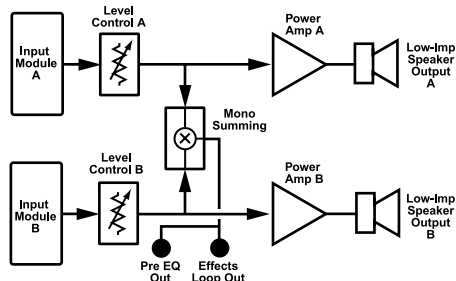 Level
Control A
Input
Module
A
Power
Amp A
Low-Imp
Speaker
Output
A
Mono
Summing
Level
Control B
Input
Module
B
Power
Amp B
Low-Imp
Speaker
Output
B
Pre EQ
Out
Effects
Loop Out